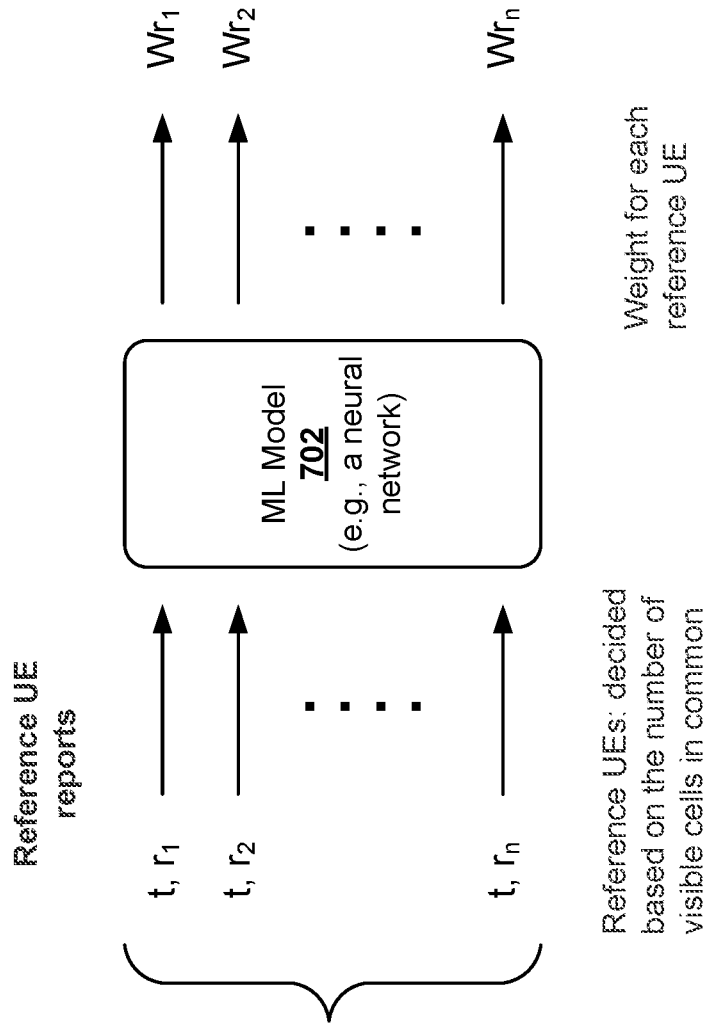 Reference UE
reports
t, r₁
t, r₂
t, rₙ
ML Model
702
(e.g., a neural
network)
Wr₁
Wr₂
Wrₙ
Reference UEs: decided
based on the number of
visible cells in common
Weight for each
reference UE